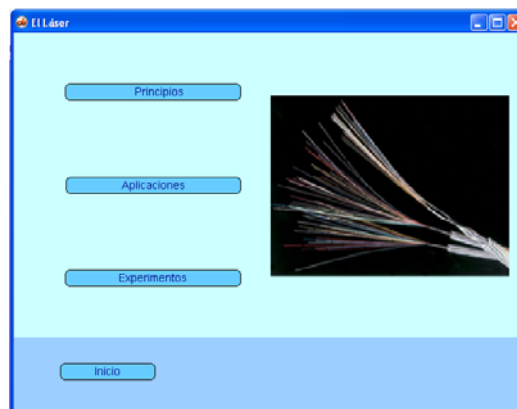 El Láser
Principios
Aplicaciones
Experimentos
Inicio